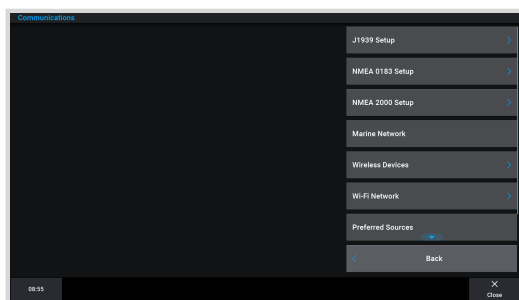 Communications
J1939 Setup
NMEA 0183 Setup
NMEA 2000 Setup
Marine Network
Wireless Devices
Wi-Fi Network
Preferred Sources
Back
08:55
Close